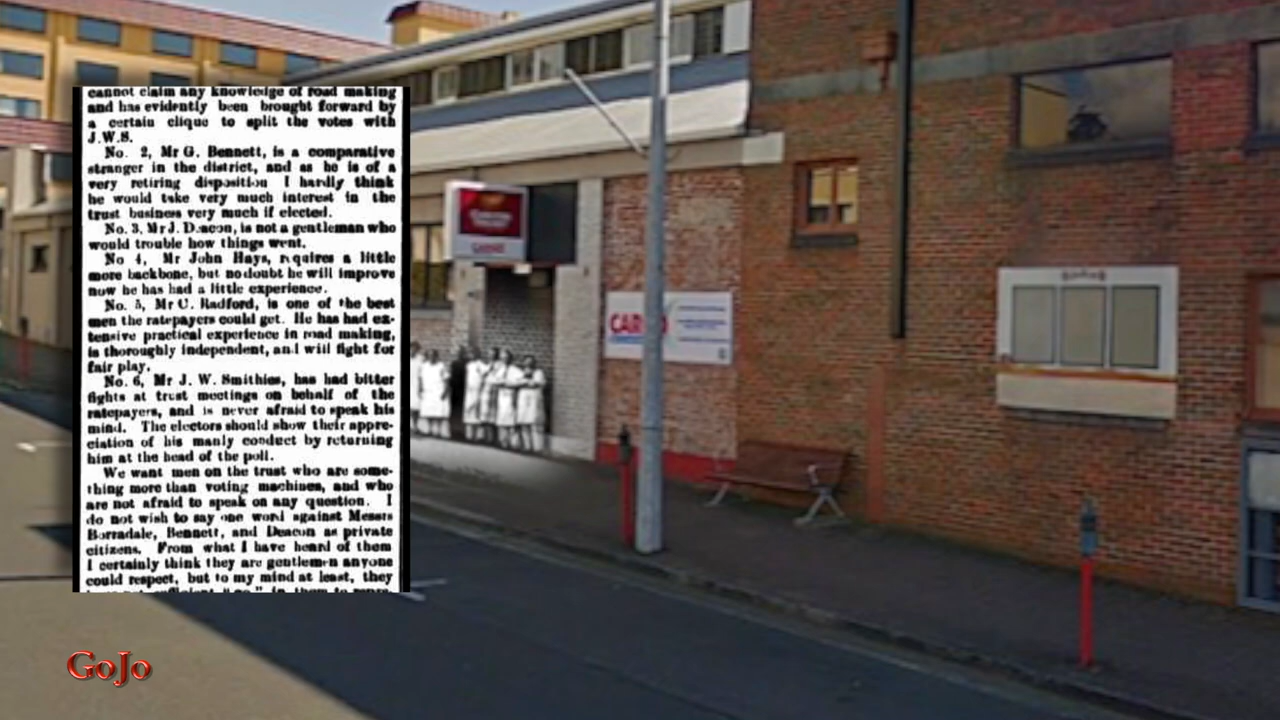 cannot claim any knowledge of road making
and has evidently been brought forward by
a certain clique to split the votes with
J.W.S.
No. 2, Mr G. Bennett, is a comparative
stranger in the district, and as he is of a
very retiring disposition I hardly think
he would take very much interest in the
trust business very much if elected.
No. 3, Mr J. Deacon, is not a gentleman who
would trouble how things went.
No 4, Mr John Hays, requires a little
more backbone, but no doubt he will improve
now he has had a little experience.
No. 5, Mr C. Radford, is one of the best
men the ratepayers could get. He has had ex-
tensive practical experience in road making,
is thoroughly independent, and will fight for
fair play.
No. 6, Mr J. W. Smithies, has had bitter
fights at trust meetings on behalf of the
ratepayers, and is never afraid to speak his
mind. The electors should show their appre-
ciation of his manly conduct by returning
him at the head of the poll.
We want men on the trust who are some-
thing more than voting machines, and who
are not afraid to speak on any question. I
do not wish to say one word against Messrs
Borradale, Bennett, and Deacon as private
citizens. From what I have heard of them
I certainly think they are gentlemen anyone
could respect, but to my mind at least, they
GoJo